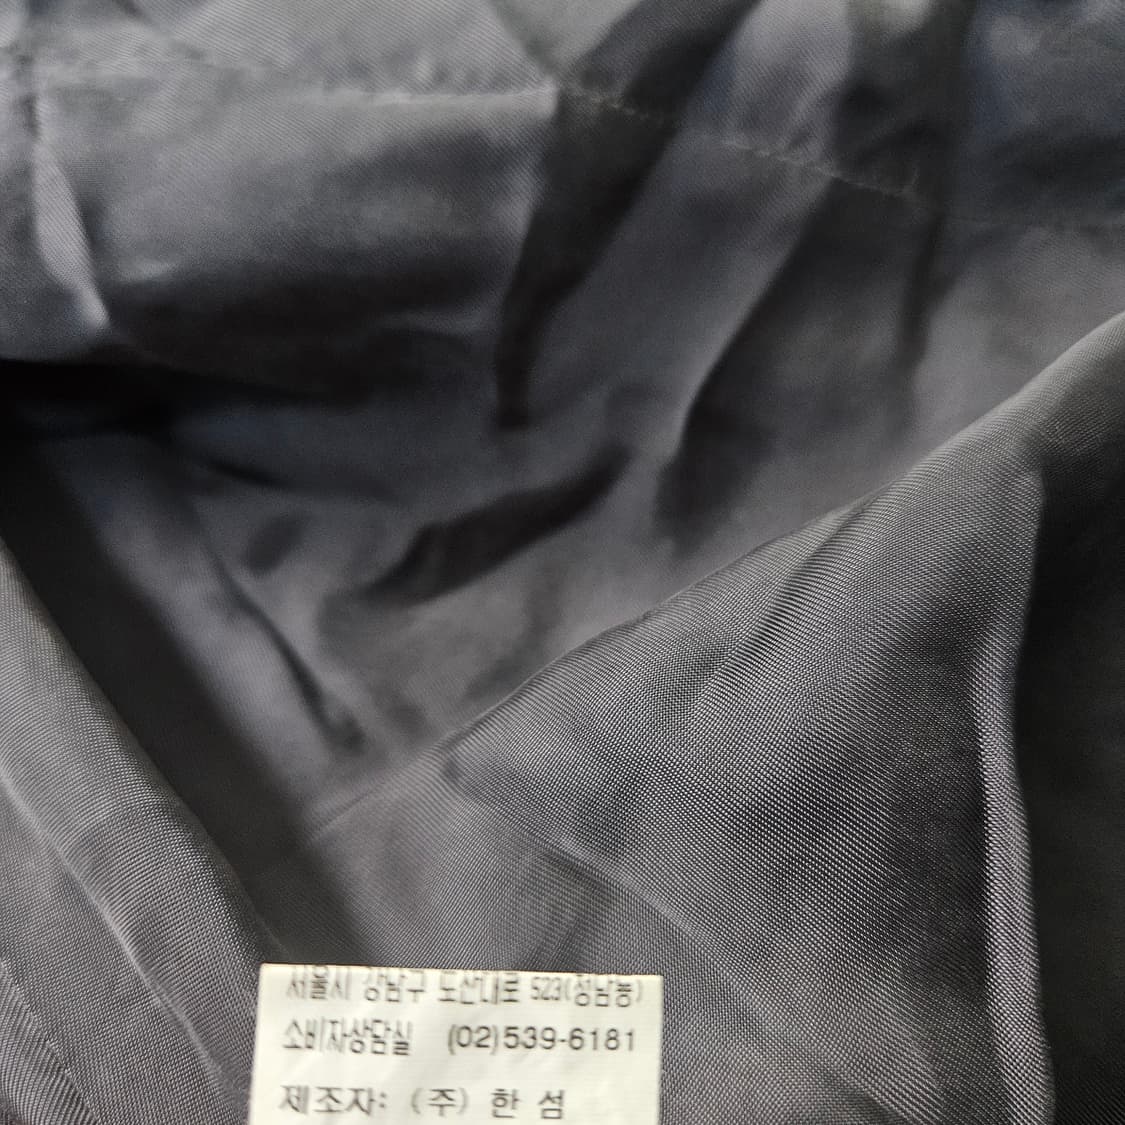 서울시 강남구 도산대로 523(청담동)
소비자상담실 (02)539-6181
제조자: (주) 한 섬